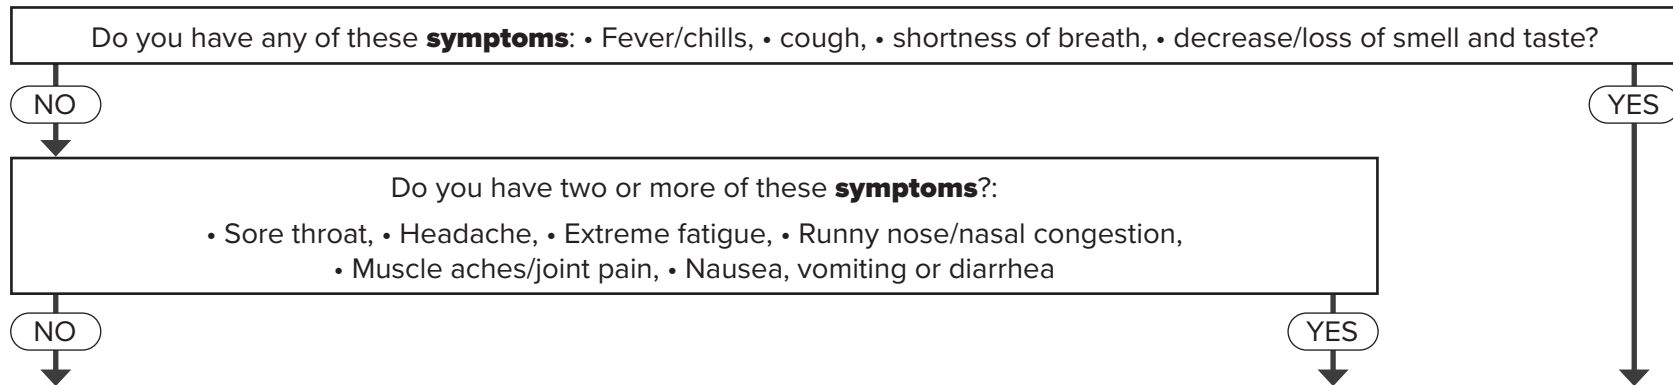 Do you have any of these symptoms: • Fever/chills, • cough, • shortness of breath, • decrease/loss of smell and taste?
NO
YES
Do you have two or more of these symptoms?:
• Sore throat, • Headache, • Extreme fatigue, • Runny nose/nasal congestion,
• Muscle aches/joint pain, • Nausea, vomiting or diarrhea
NO
YES